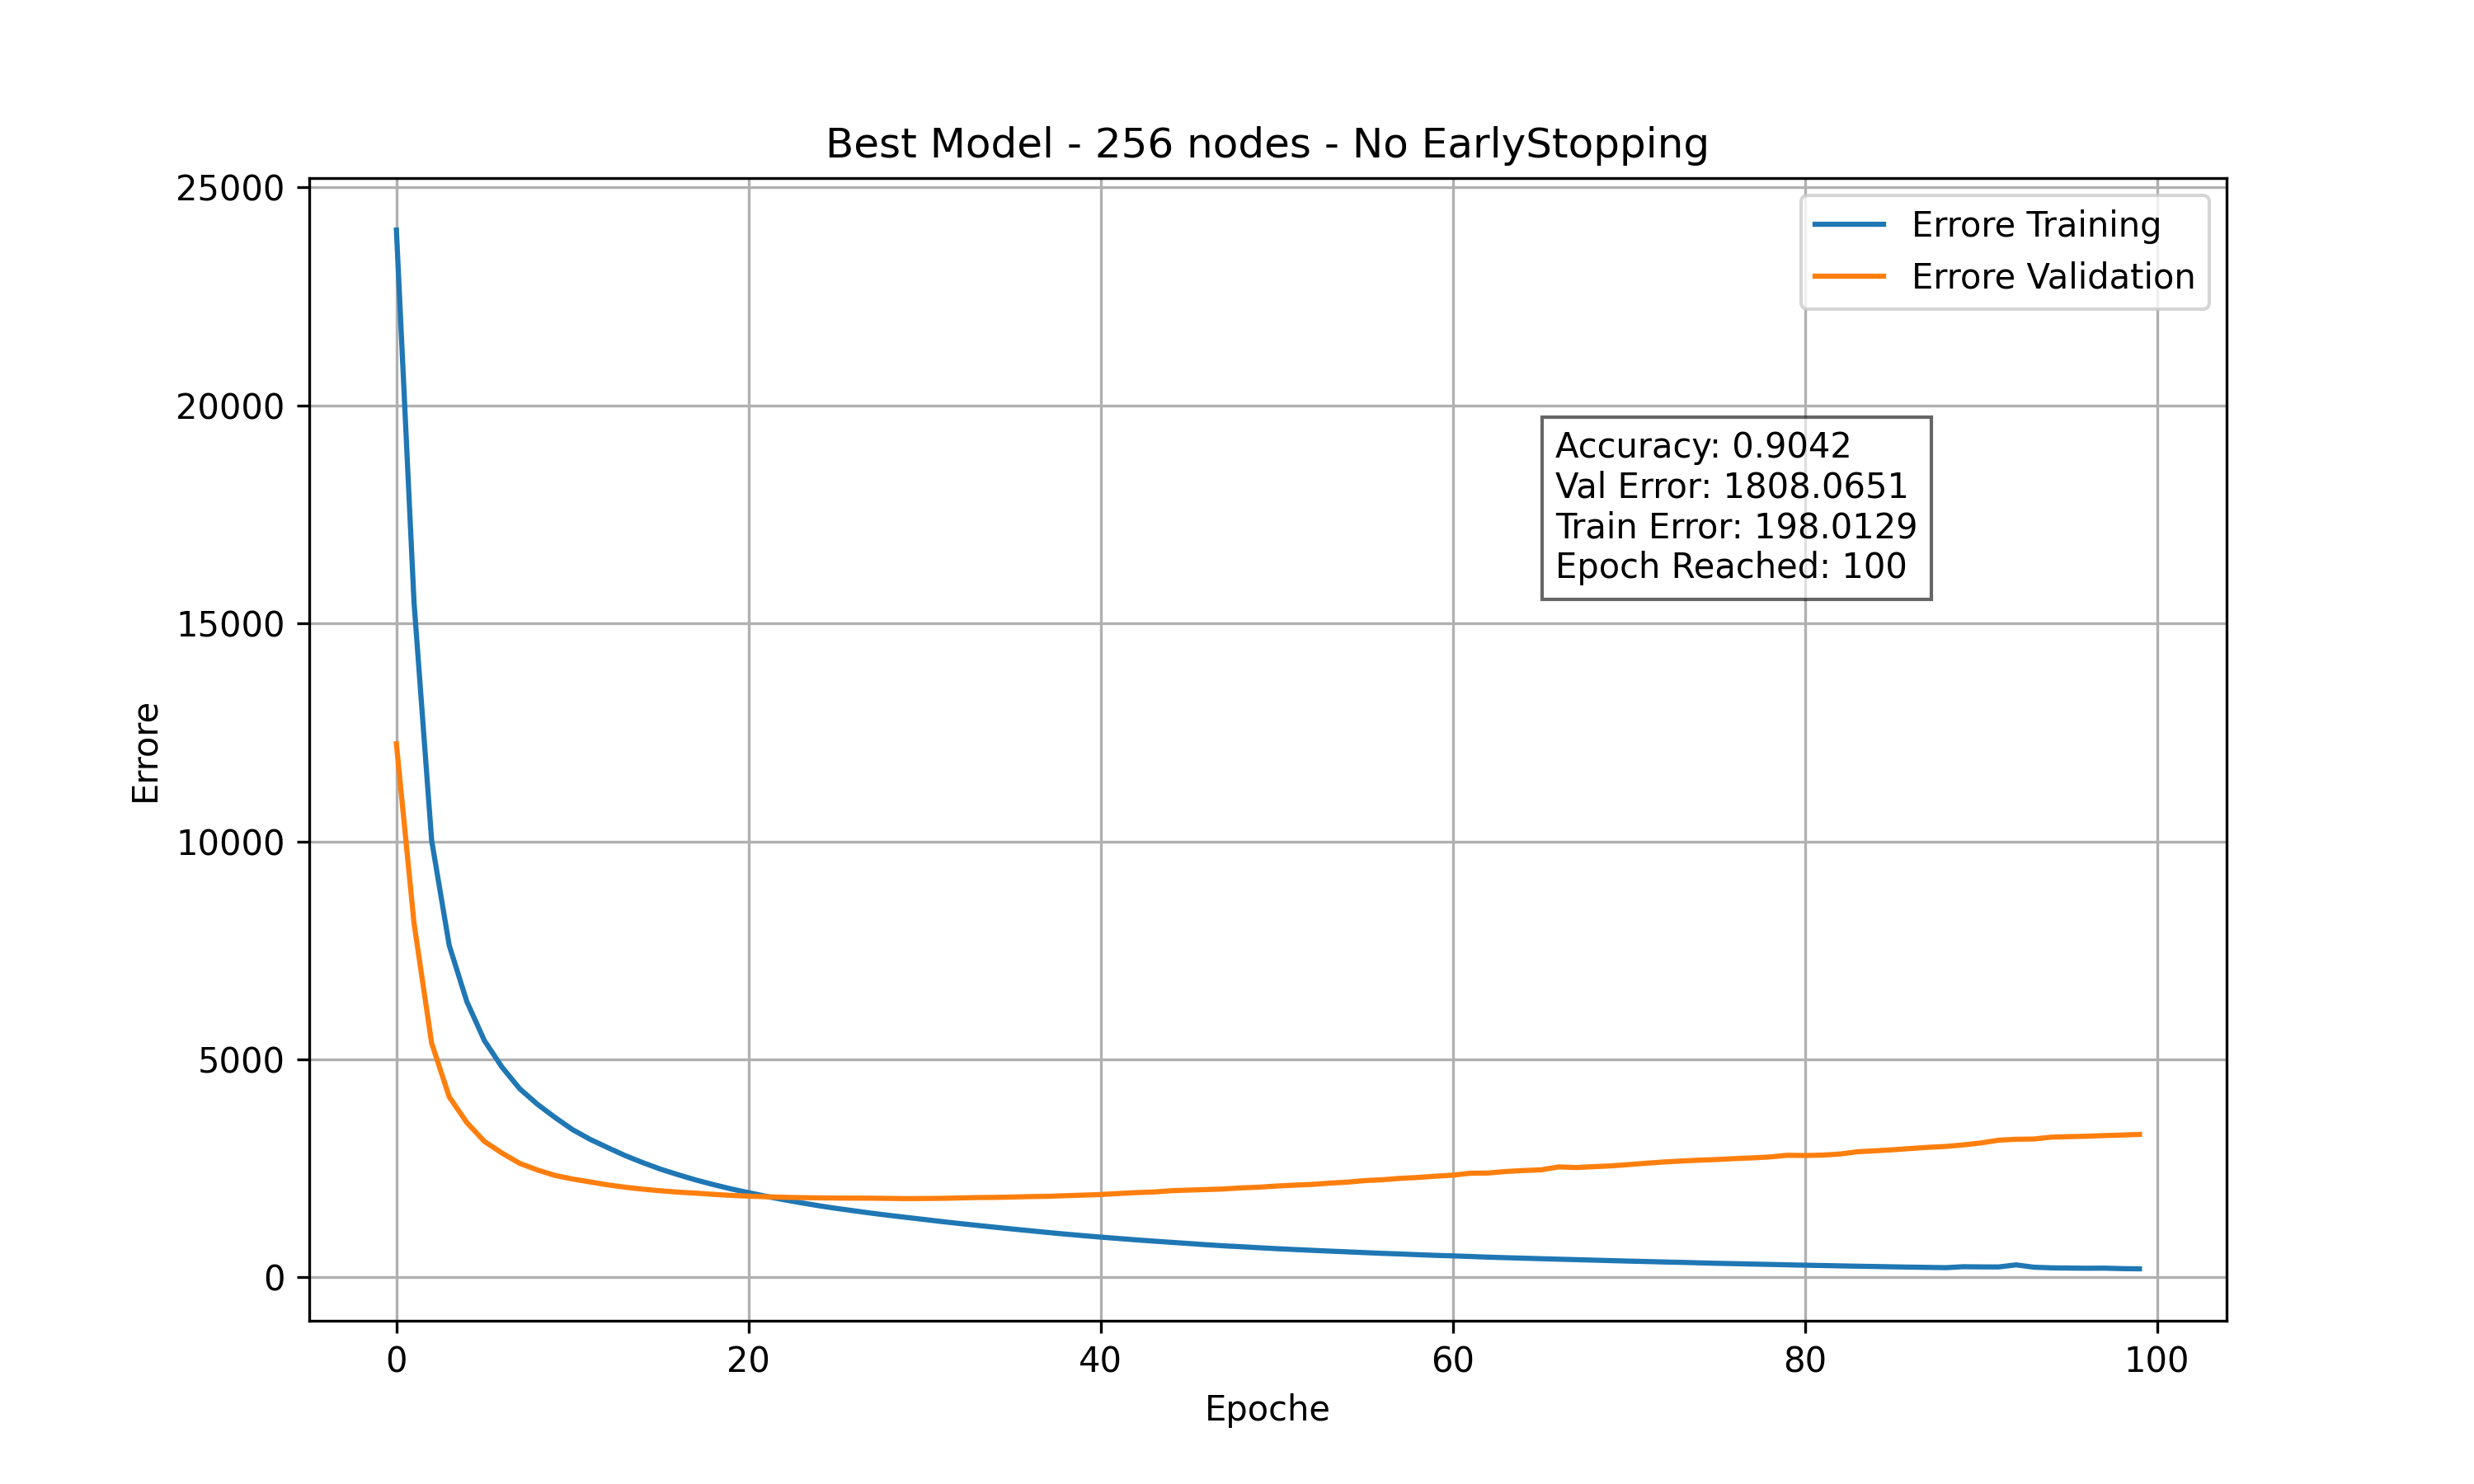 Best Model - 256 nodes - No EarlyStopping
25000
20000
15000
10000
5000
0
Errore
Errore Training
Errore Validation
Accuracy: 0.9042
Val Error: 1808.0651
Train Error: 198.0129
Epoch Reached: 100
0 20 40 60 80 100
Epoche